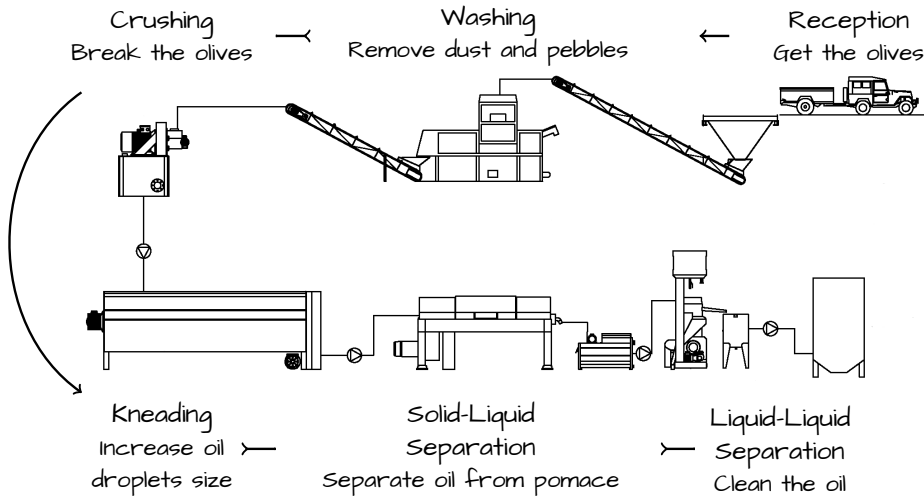 Crushing
Break the olives
Washing
Remove dust and pebbles
Reception
Get the olives
Kneading
Increase oil
droplets size
Solid-Liquid
Separation
Separate oil from pomace
Liquid-Liquid
Separation
Clean the oil